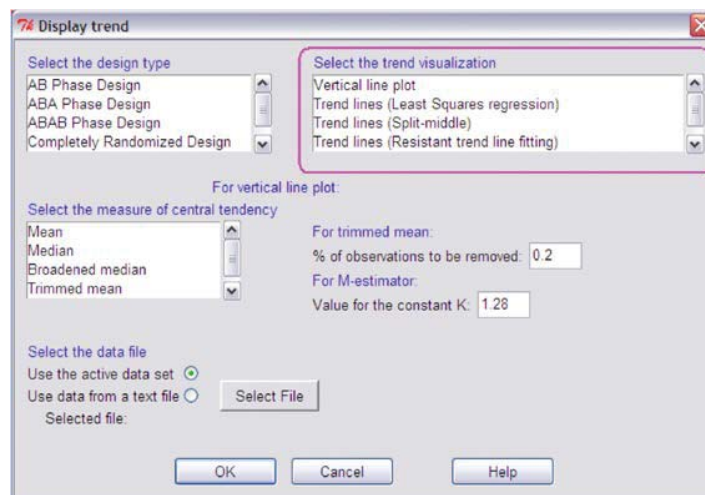 Display trend
Select the design type
AB Phase Design
ABA Phase Design
ABAB Phase Design
Completely Randomized Design
Select the trend visualization
Vertical line plot
Trend lines (Least Squares regression)
Trend lines (Split-middle)
Trend lines (Resistant trend line fitting)
For vertical line plot:
Select the measure of central tendency
Mean
Median
Broadened median
Trimmed mean
For trimmed mean:
% of observations to be removed: 0.2
For M-estimator:
Value for the constant K: 1.28
Select the data file
Use the active data set
Use data from a text file
Select File
Selected file:
OK
Cancel
Help